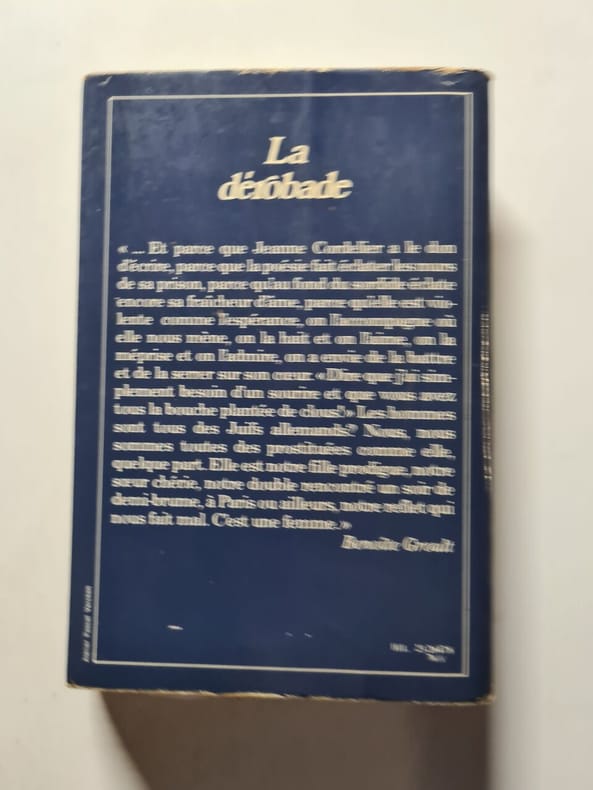 La
dérobade
« ... Et parce que Jeanne Cordelier a le don
d'écrire, parce que la poésie fait éclater les murs
de sa prison, parce qu'au fond du sordide éclate
encore sa fraîcheur d'âme, parce qu'elle est vio-
lente comme l'espérance, on l'accompagne où
elle nous mène, on la hait et on l'aime, on la
méprise et on l'admire, on a envie de la battre
et de la serrer sur son cœur. « Dire que j'ai sim-
plement besoin d'un sourire et que vous avez
tous la bouche plantée de clous! » Les hommes
sont tous des Juifs allemands? Nous, nous
sommes toutes des prostituées comme elle,
quelque part. Elle est notre fille prodigue, notre
sœur chérie, notre double rencontré un soir de
demi-brume, à Paris ou ailleurs, notre reflet qui
nous fait mal. C'est une femme. »
Benoîte Groult